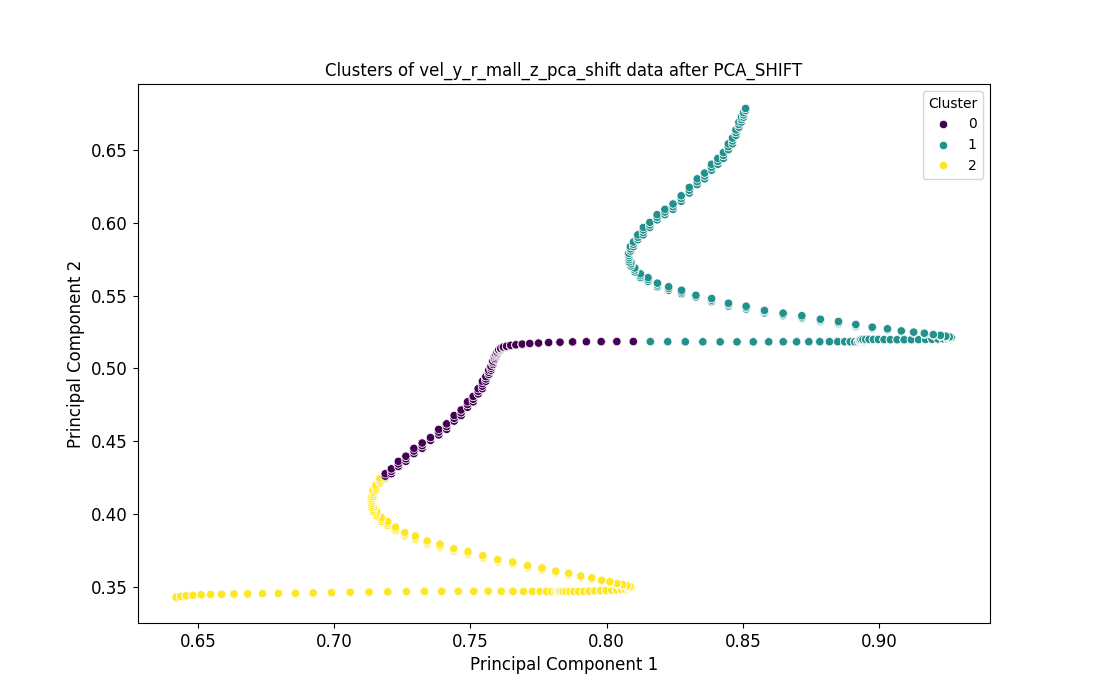 Clusters of vel_y_r_mall_z_pca_shift data after PCA_SHIFT
Cluster
0
1
2
Principal Component 2
0.65
0.60
0.55
0.50
0.45
0.40
0.35
0.65 0.70 0.75 0.80 0.85 0.90
Principal Component 1